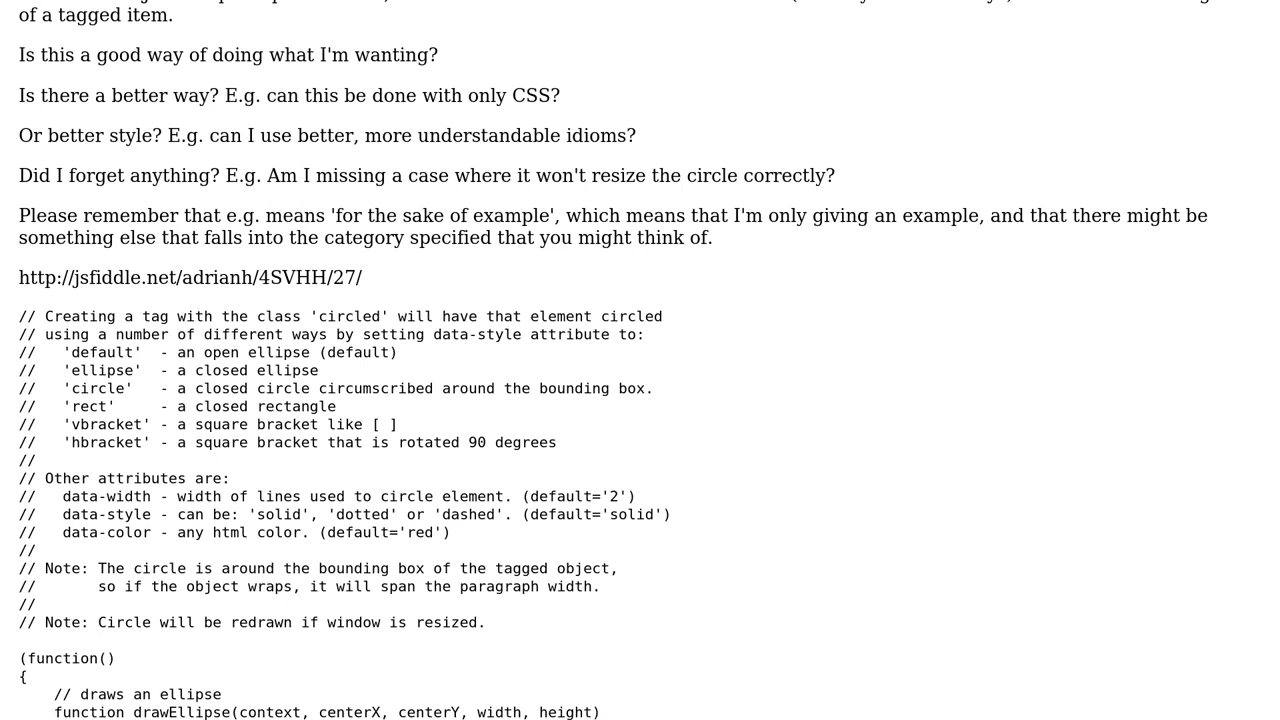 of a tagged item.
Is this a good way of doing what I'm wanting?
Is there a better way? E.g. can this be done with only CSS?
Or better style? E.g. can I use better, more understandable idioms?
Did I forget anything? E.g. Am I missing a case where it won't resize the circle correctly?
Please remember that e.g. means 'for the sake of example', which means that I'm only giving an example, and that there might be
something else that falls into the category specified that you might think of.
http://jsfiddle.net/adrianh/4SVHH/27/
// Creating a tag with the class 'circled' will have that element circled
// using a number of different ways by setting data-style attribute to:
//   'default'  - an open ellipse (default)
//   'ellipse'  - a closed ellipse
//   'circle'   - a closed circle circumscribed around the bounding box.
//   'rect'     - a closed rectangle
//   'vbracket' - a square bracket like [ ]
//   'hbracket' - a square bracket that is rotated 90 degrees
//
// Other attributes are:
//   data-width - width of lines used to circle element. (default='2')
//   data-style - can be: 'solid', 'dotted' or 'dashed'. (default='solid')
//   data-color - any html color. (default='red')
//
// Note: The circle is around the bounding box of the tagged object,
//       so if the object wraps, it will span the paragraph width.
//
// Note: Circle will be redrawn if window is resized.
(function()
{
    // draws an ellipse
    function drawEllipse(context, centerX, centerY, width, height)